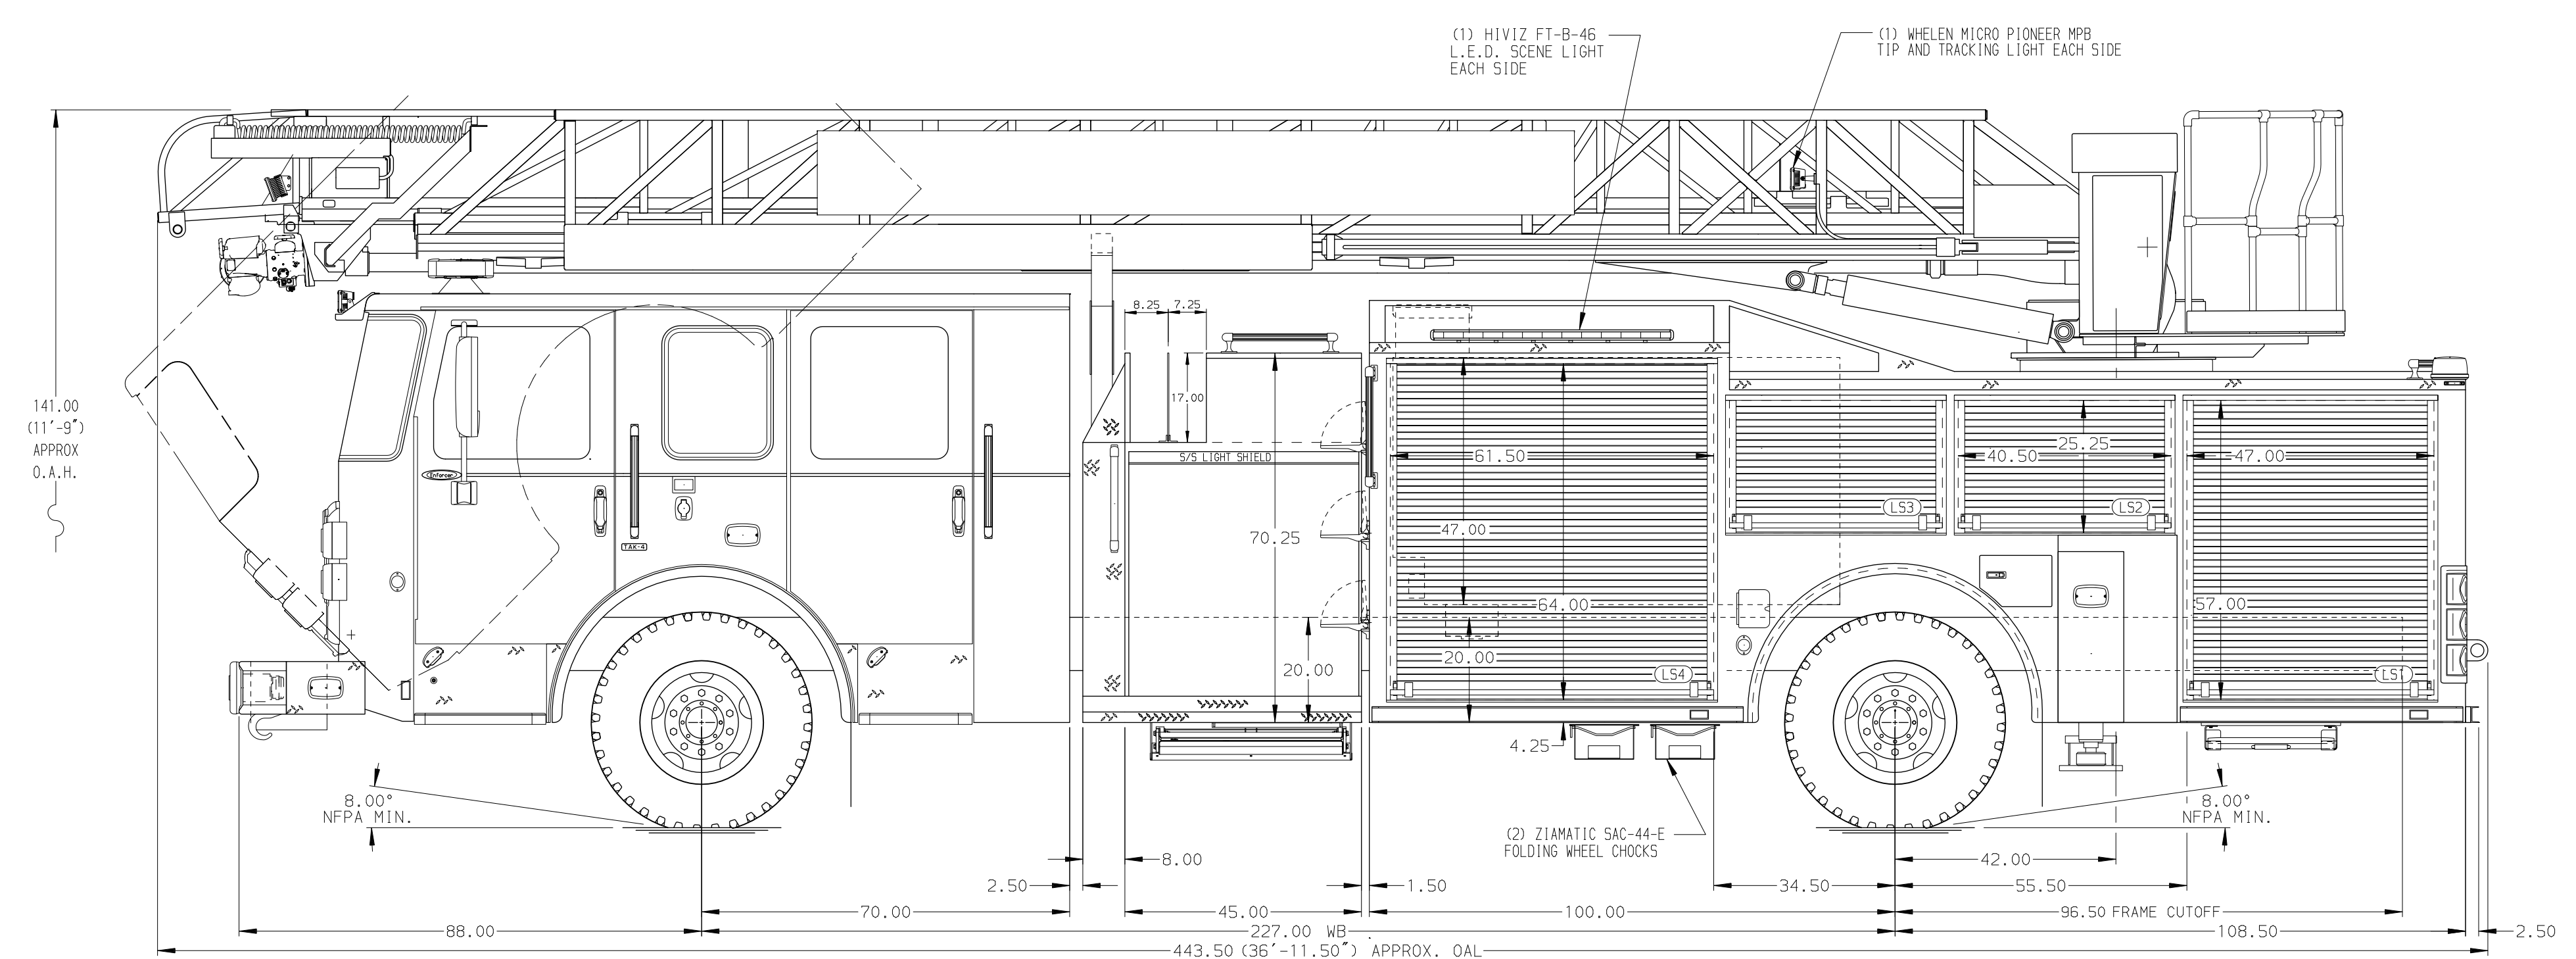 (1) HIVIZ FT-B-46
L.E.D. SCENE LIGHT
EACH SIDE
(1) WHELEN MICRO PIONEER MPB
TIP AND TRACKING LIGHT EACH SIDE
141.00
(11'-9")
APPROX
O.A.H.
8.25
7.25
17.00
S/S LIGHT SHIELD
Enforcer
TAK-4
70.25
20.00
61.50
47.00
64.00
20.00
LS4
4.25
LS3
40.50
25.25
LS2
47.00
57.00
LS1
8.00°
NFPA MIN.
8.00°
NFPA MIN.
(2) ZIAMATIC SAC-44-E
FOLDING WHEEL CHOCKS
8.00
42.00
2.50
1.50
34.50
55.50
70.00
45.00
100.00
96.50 FRAME CUTOFF
88.00
227.00 WB
108.50
2.50
443.50 (36'-11.50") APPROX. OAL